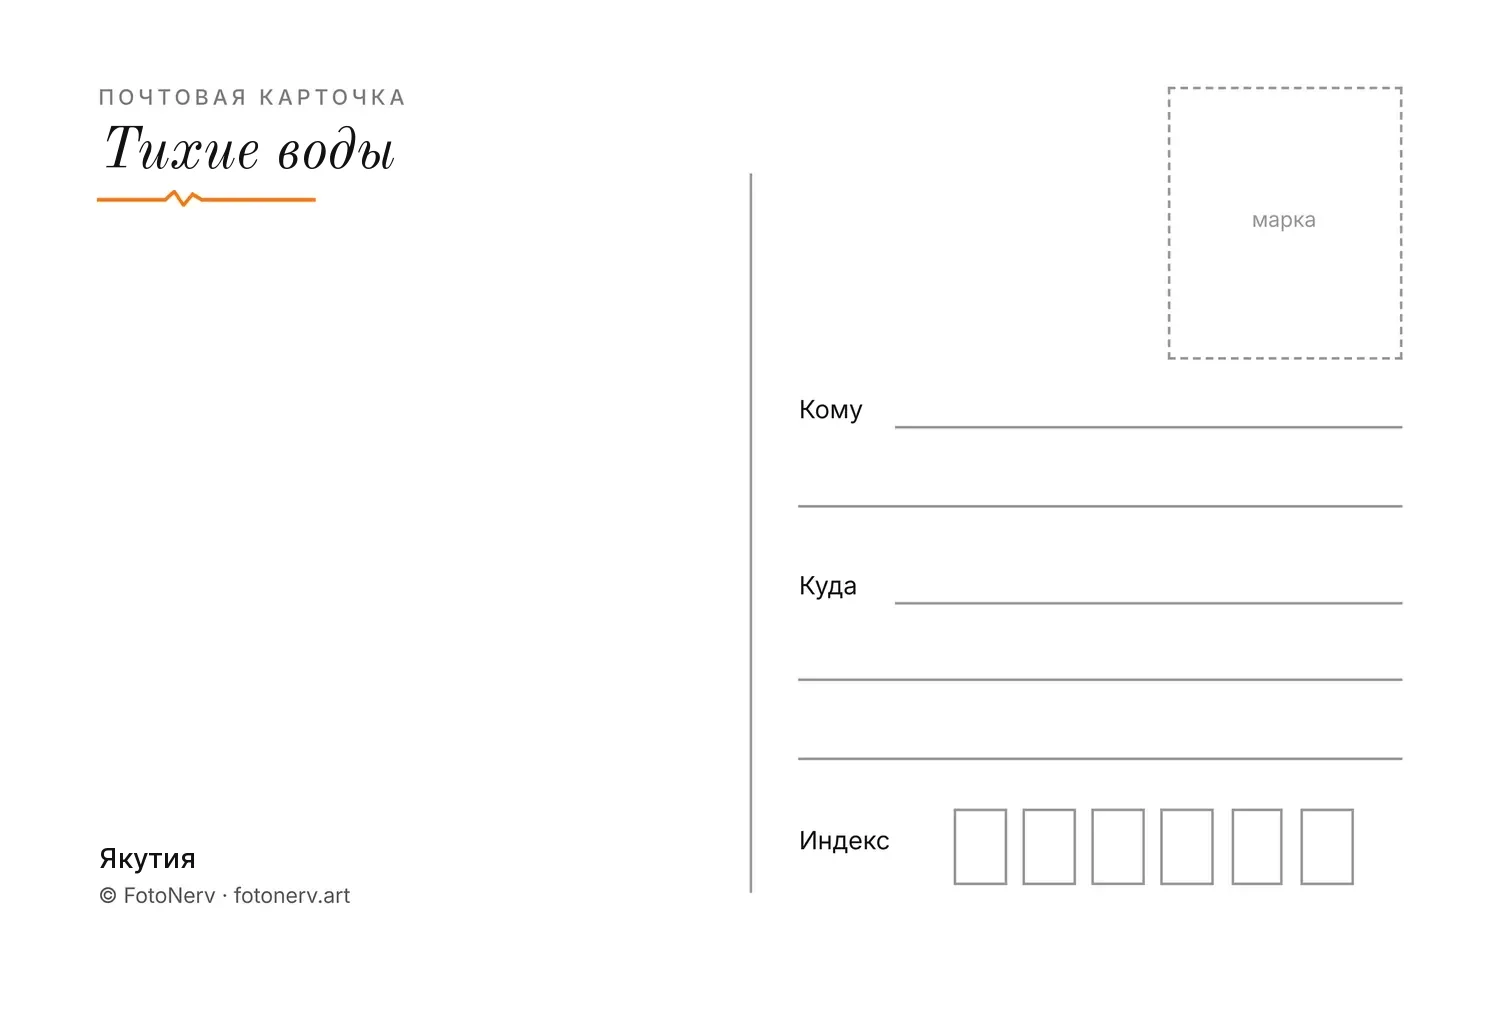 ПОЧТОВАЯ КАРТОЧКА
Тихие воды
марка
Кому
Куда
Индекс
Якутия
© FotoNerv · fotonerv.art